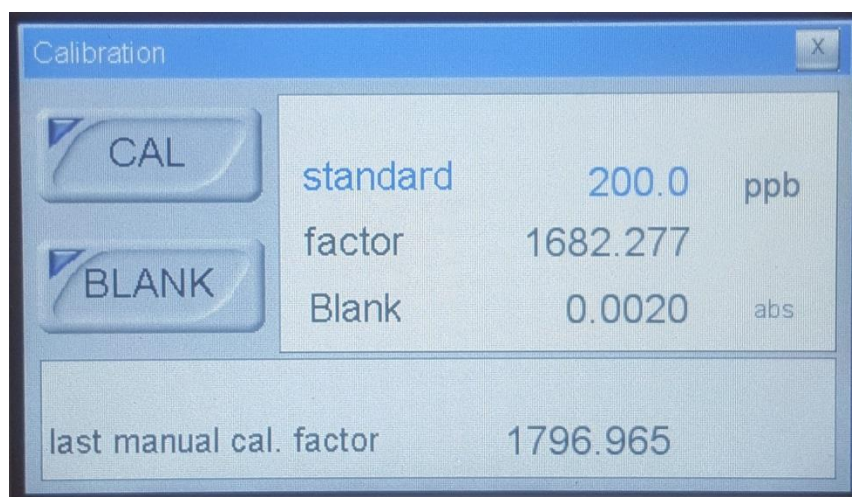 Calibration X
CAL
BLANK
standard 200.0 ppb
factor 1682.277
Blank 0.0020 abs
last manual cal. factor 1796.965